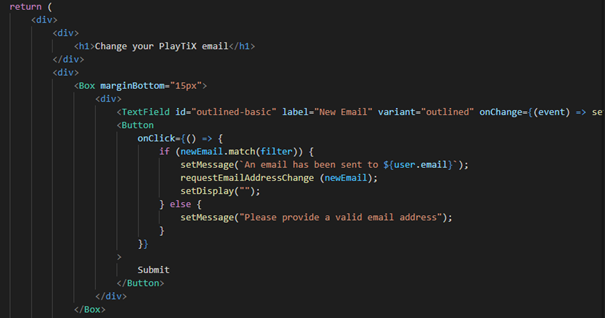 return (
<div>
<div>
<h1>Change your PlayTiX email</h1>
</div>
<div>
<Box marginBottom="15px">
<div>
<TextField id="outlined-basic" label="New Email" variant="outlined" onChange={(event) => se
<Button
onClick={() => {
if (newEmail.match(filter)) {
setMessage(`An email has been sent to ${user.email}`);
requestEmailAddressChange (newEmail);
setDisplay("");
} else {
setMessage("Please provide a valid email address");
}
}}
>
Submit
</Button>
</div>
</Box>